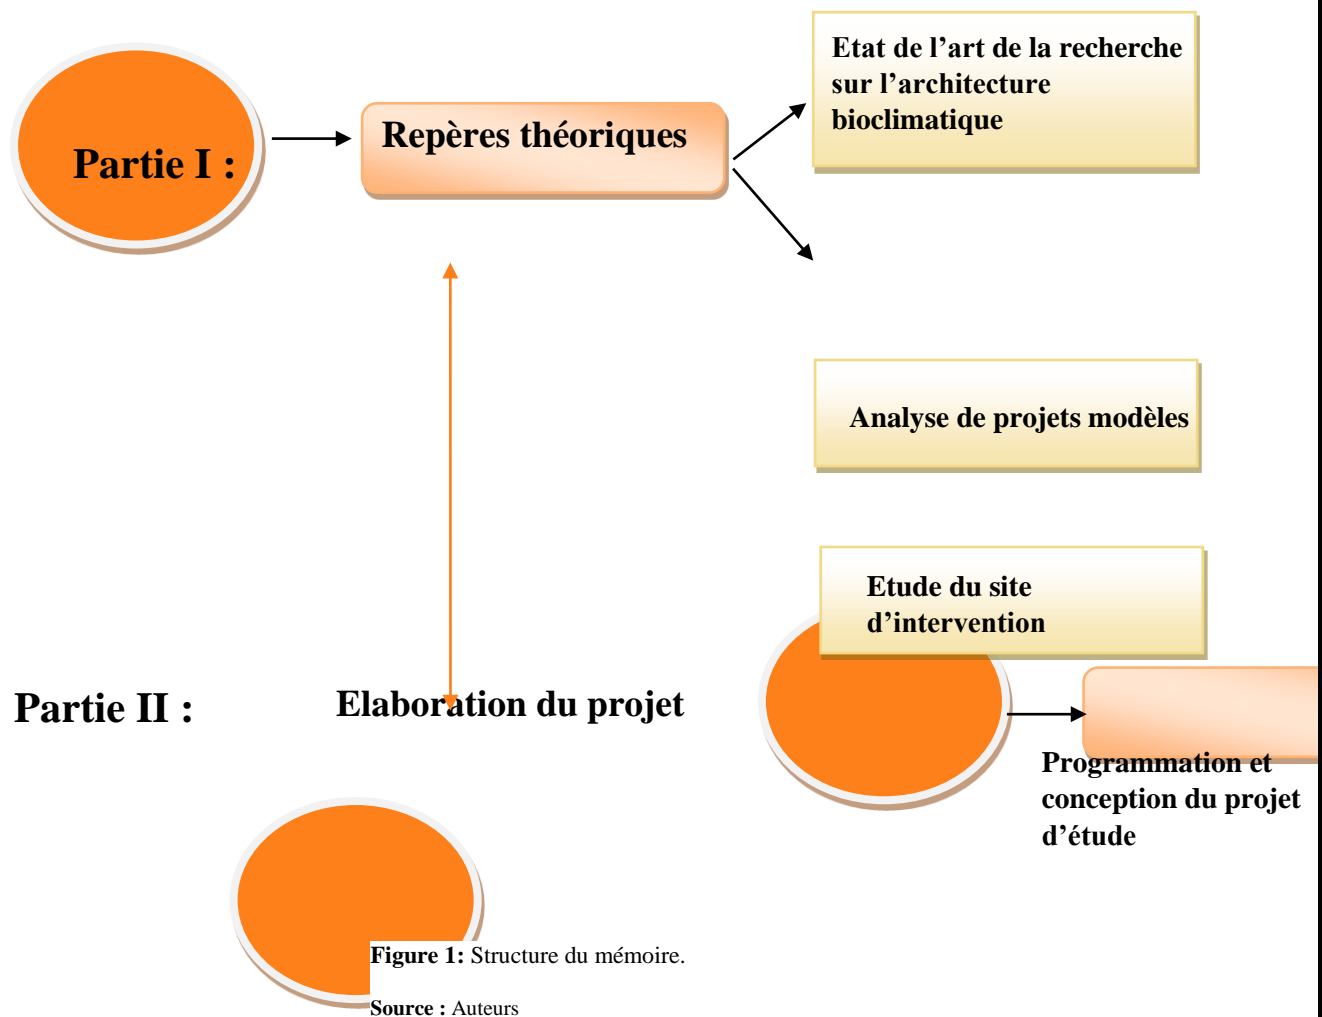 Partie I :
Repères théoriques
Etat de l’art de la recherche
sur l’architecture
bioclimatique
Analyse de projets modèles
Etude du site
d’intervention
Partie II :
Elaboration du projet
Programmation et
conception du projet
d’étude
Figure 1: Structure du mémoire.
Source : Auteurs